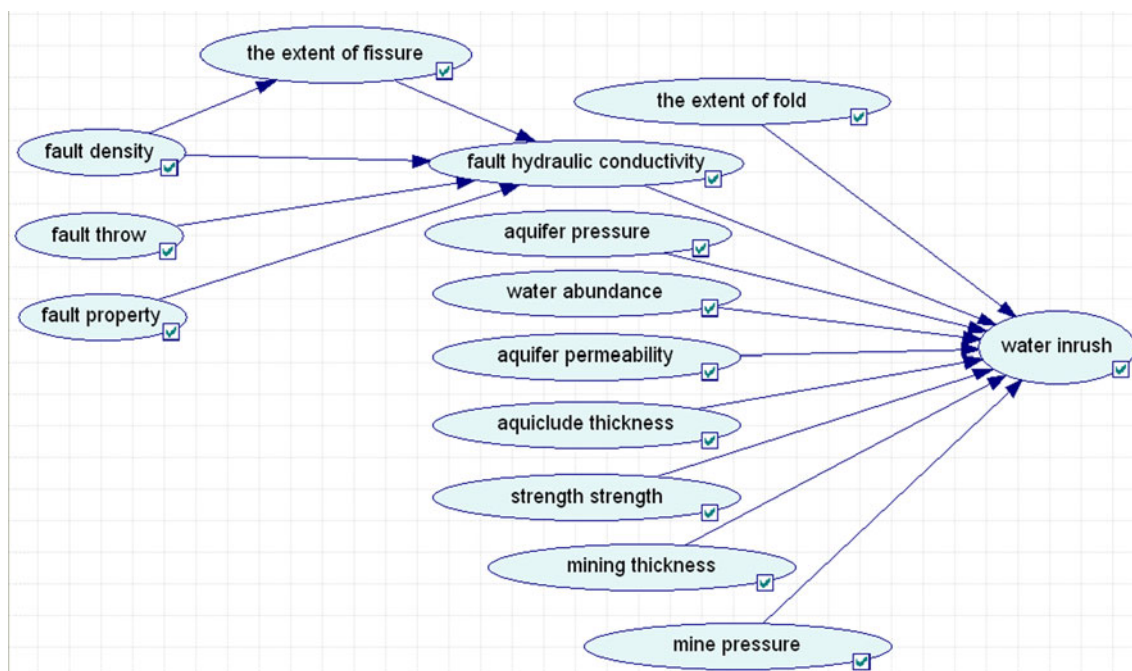 the extent of fissure
the extent of fold
fault density
fault hydraulic conductivity
fault throw
aquifer pressure
water abundance
fault property
water inrush
aquifer permeability
aquiclude thickness
strength strength
mining thickness
mine pressure